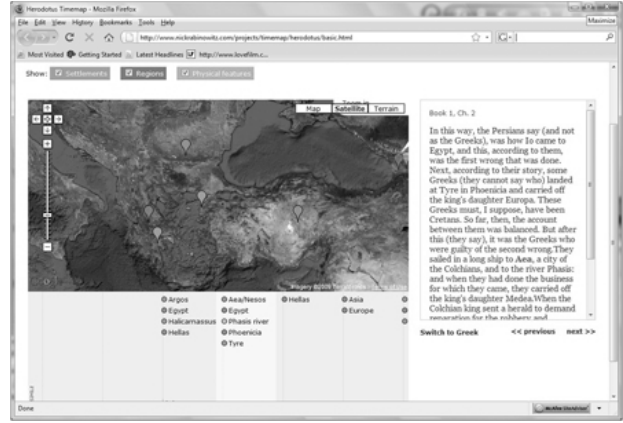 Herodotus Timemap - Mozilla Firefox
Maximize
File Edit View History Bookmarks Tools Help
http://www.nickrabinowitz.com/projects/timemap/herodotus/basic.html
Most Visited Getting Started Latest Headlines http://www.lovefilm.c...
Show: Settlements Regions Physical features
Map Satellite Terrain
Book 1, Ch. 2
In this way, the Persians say (and not
as the Greeks), was how Io came to
Egypt, and this, according to them,
was the first wrong that was done.
Next, according to their story, some
Greeks (they cannot say who) landed
at Tyre in Phoenicia and carried off
the king's daughter Europa. These
Greeks must, I suppose, have been
Cretans. So far, then, the account
between them was balanced. But after
this (they say), it was the Greeks who
were guilty of the second wrong.They
sailed in a long ship to Aea, a city of
the Colchians, and to the river Phasis:
and when they had done the business
for which they came, they carried off
the king's daughter Medea.When the
Colchian king sent a herald to demand
reparation for the robbery and
Switch to Greek << previous next >>
Argos Aea/Nesos Hellas Asia
Egypt Egypt Europe
Halicarnassus Phasis river
Hellas Phoenicia
Tyre
Done